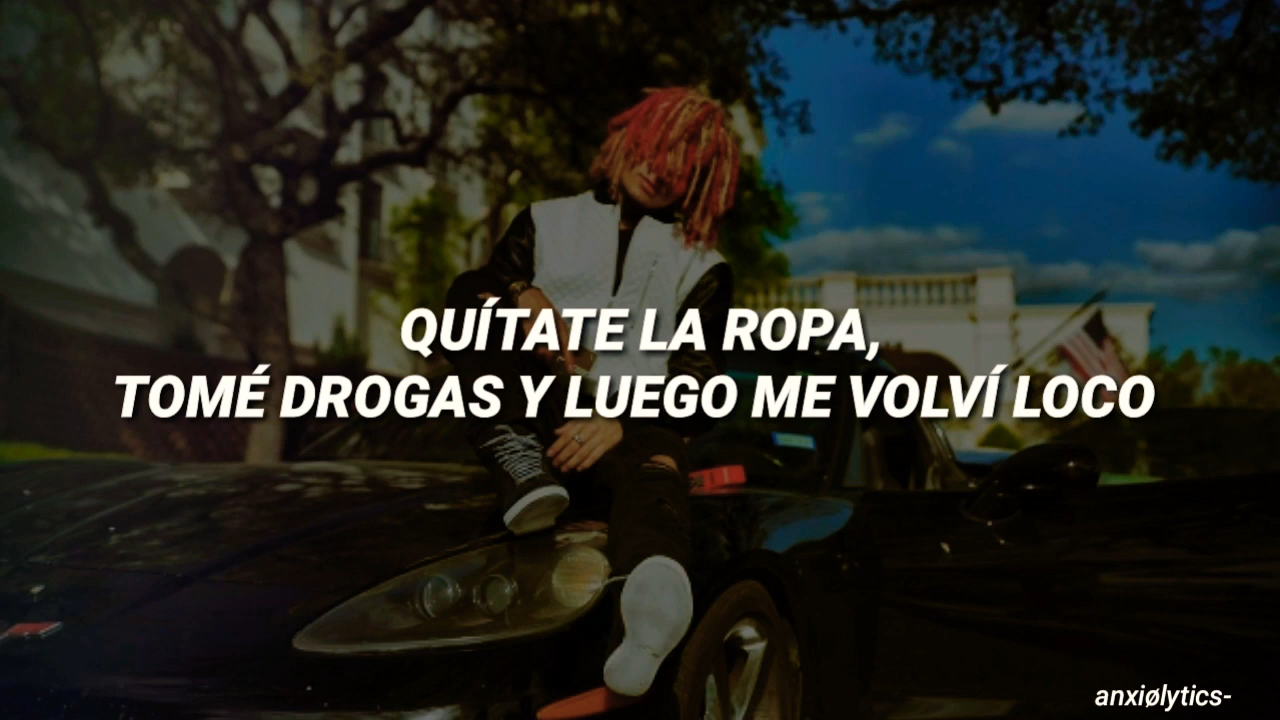 QUÍTATE LA ROPA,
TOMÉ DROGAS Y LUEGO ME VOLVÍ LOCO
anxiølytics-